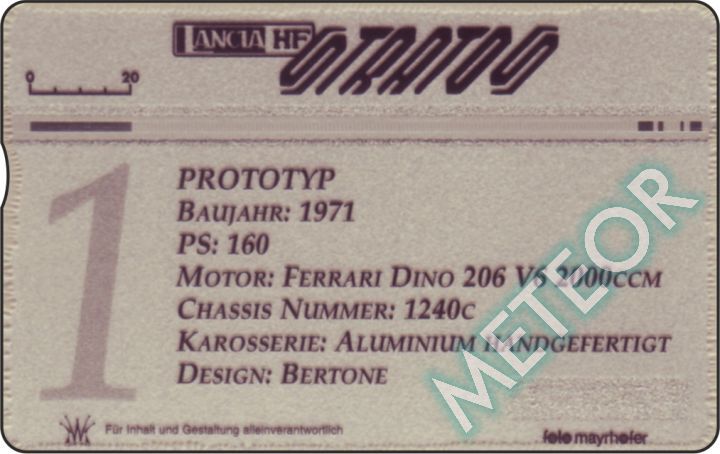 LANCIA HF STRATOS
0 20
1
PROTOTYP
BAUJAHR: 1971
PS: 160
MOTOR: FERRARI DINO 206 V6 2000CCM
CHASSIS NUMMER: 1240C
KAROSSERIE: ALUMINIUM HANDGEFERTIGT
DESIGN: BERTONE
METEOR
Für Inhalt und Gestaltung alleinverantwortlich
foto mayrhofer